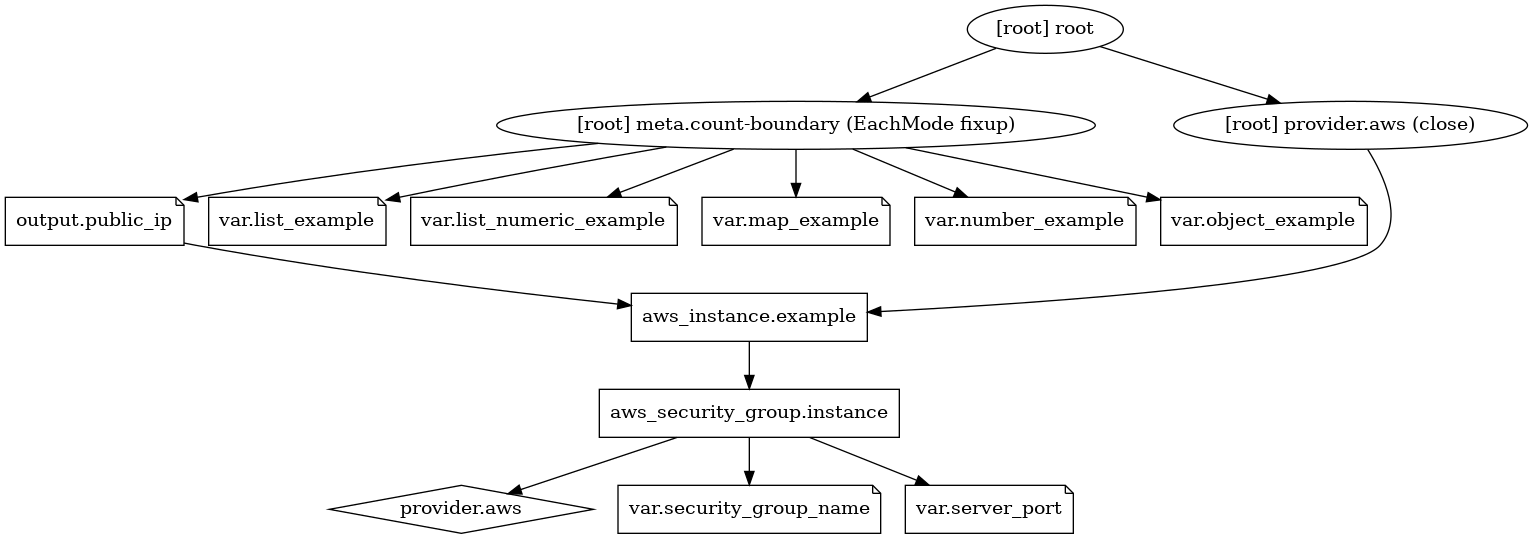 [root] root
[root] meta.count-boundary (EachMode fixup)
[root] provider.aws (close)
output.public_ip
var.list_example
var.list_numeric_example
var.map_example
var.number_example
var.object_example
aws_instance.example
aws_security_group.instance
provider.aws
var.security_group_name
var.server_port